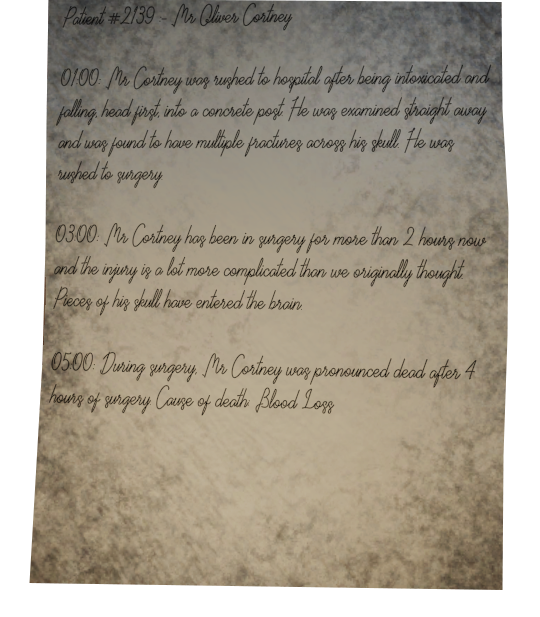 Patient #2139 - Mr Oliver Cortney
01:00: Mr Cortney was rushed to hospital after being intoxicated and
falling, head first, into a concrete post. He was examined straight away
and was found to have multiple fractures across his skull. He was
rushed to surgery
03:00: Mr Cortney has been in surgery for more than 2 hours now
and the injury is a lot more complicated than we originally thought.
Pieces of his skull have entered the brain.
05:00: During surgery, Mr Cortney was pronounced dead after 4
hours of surgery. Cause of death: Blood Loss